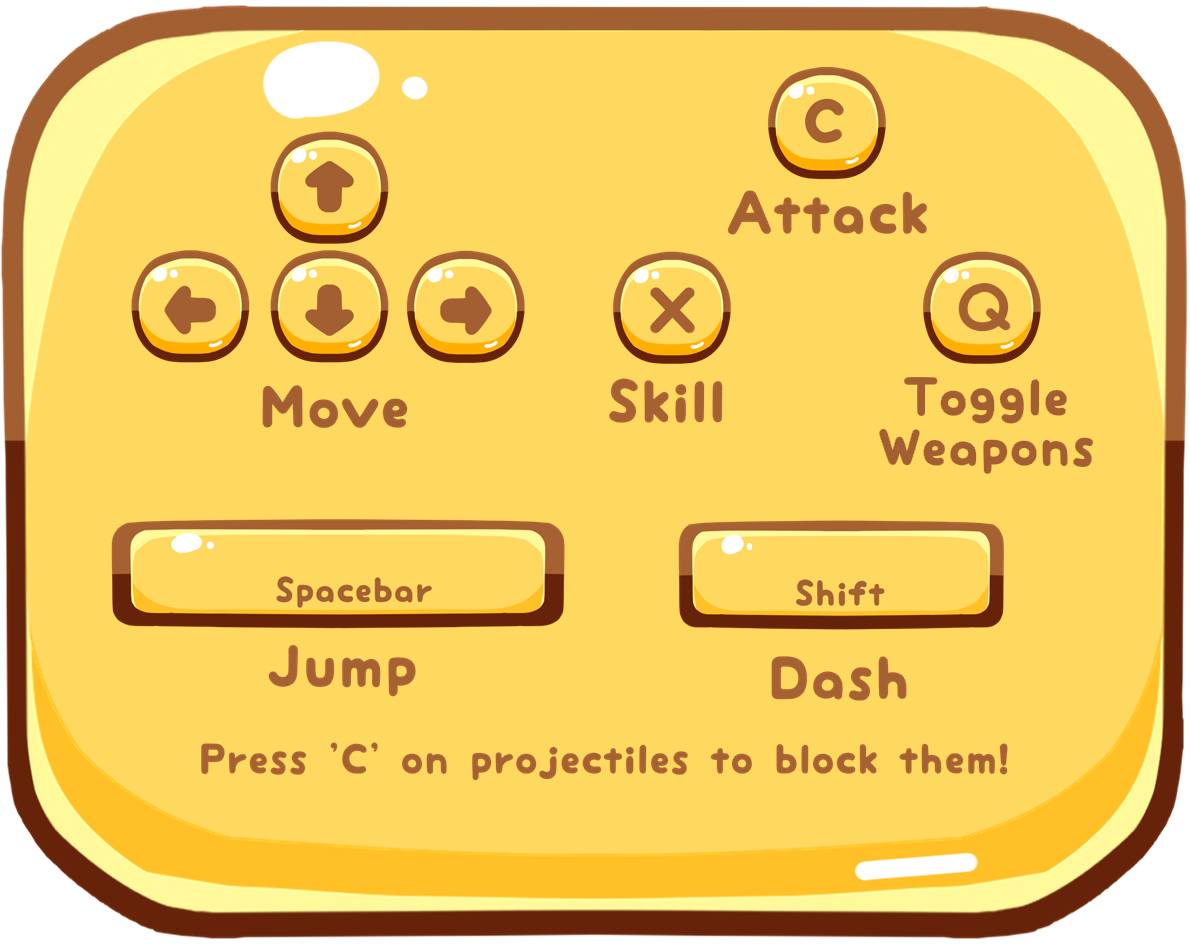 C
Attack
X
Q
Move
Skill
Toggle
Weapons
Spacebar
Shift
Jump
Dash
Press 'C' on projectiles to block them!